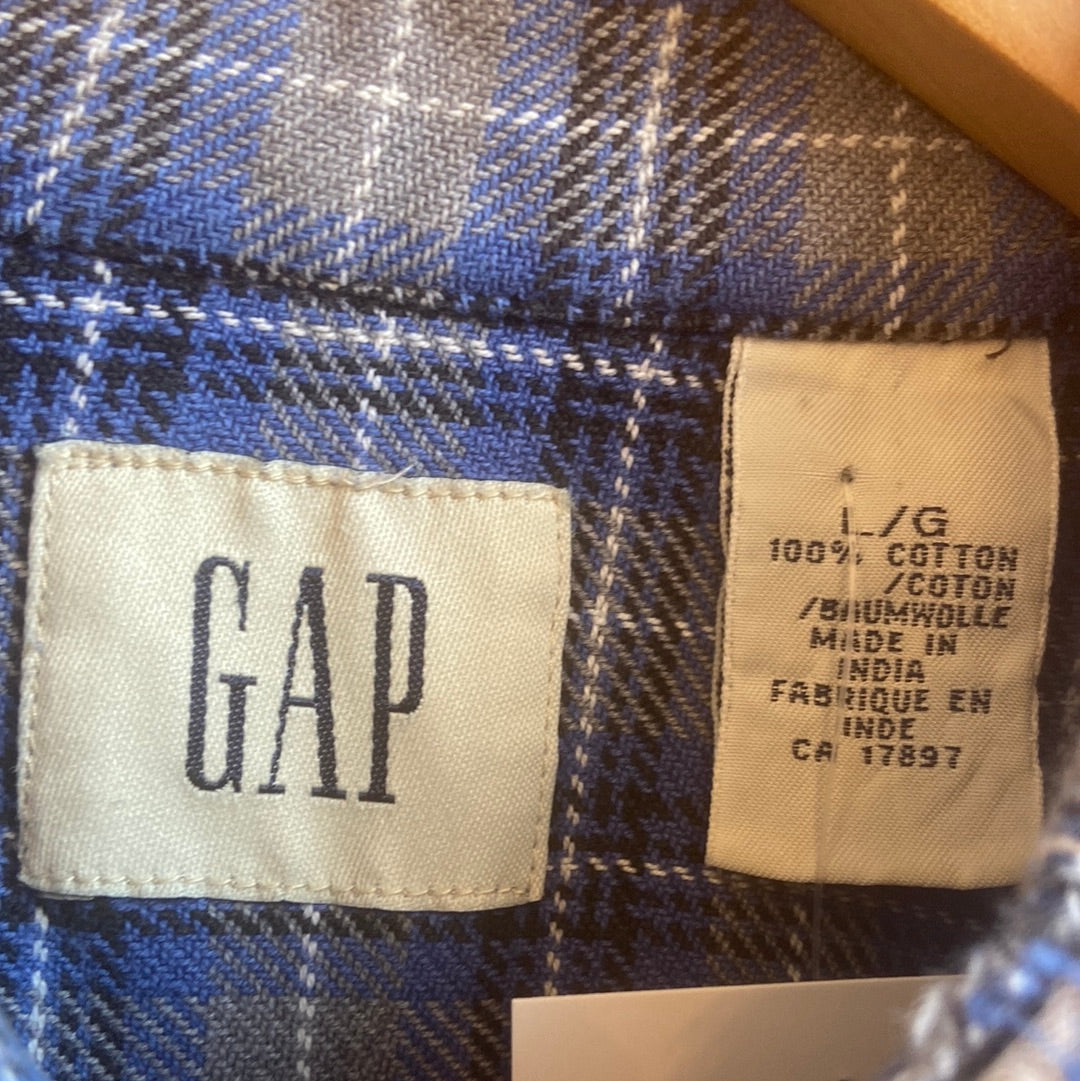 GAP
L/G
100% COTTON
/COTON
/BAUMWOLLE
MADE IN
INDIA
FABRIQUE EN
INDE
CA 17897